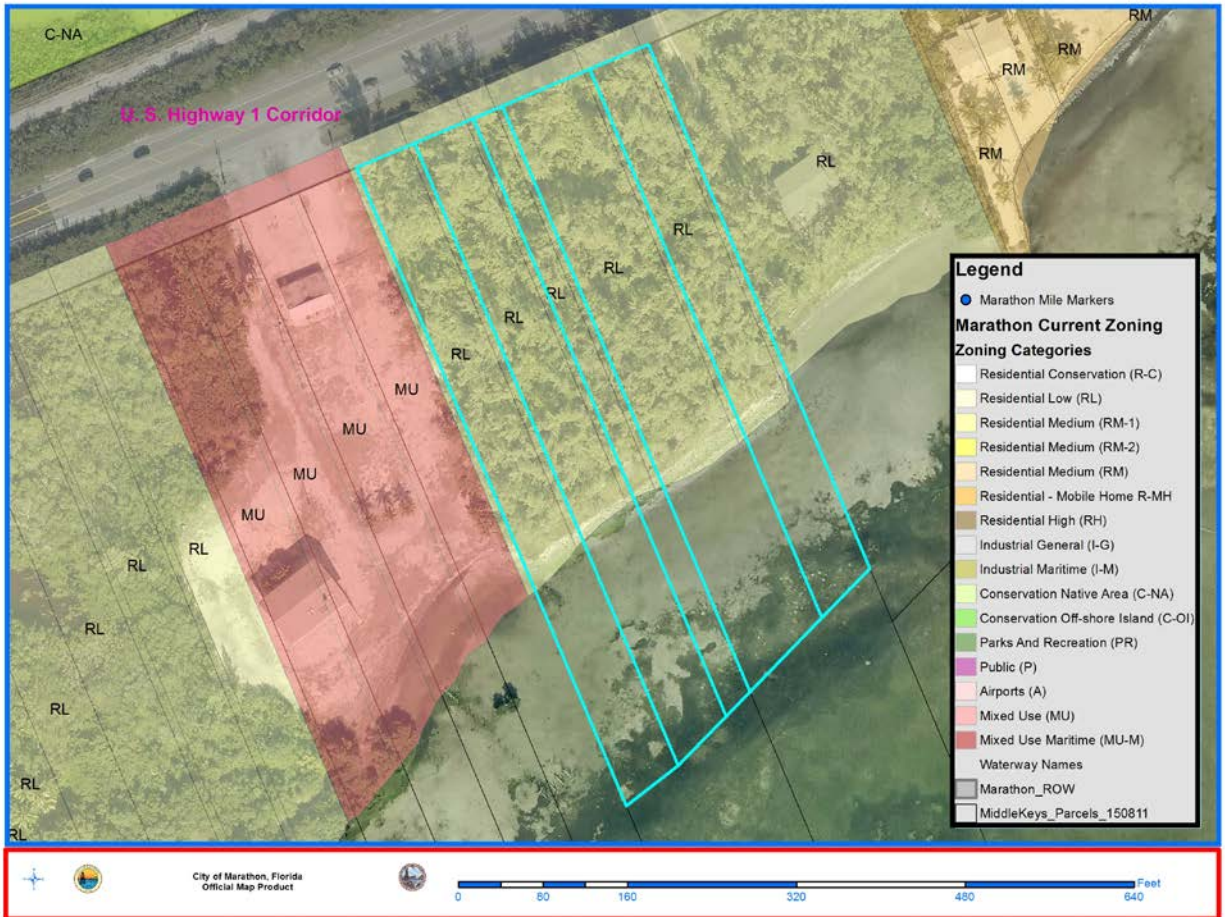 C-NA
RM
RM
RM
RM
U. S. Highway 1 Corridor
RL
RL
RL
RL
RL
RL
MU
MU
MU
MU
RL
RL
RL
RL
RL
RL
Legend
Marathon Mile Markers
Marathon Current Zoning
Zoning Categories
Residential Conservation (R-C)
Residential Low (RL)
Residential Medium (RM-1)
Residential Medium (RM-2)
Residential Medium (RM)
Residential - Mobile Home R-MH
Residential High (RH)
Industrial General (I-G)
Industrial Maritime (I-M)
Conservation Native Area (C-NA)
Conservation Off-shore Island (C-OI)
Parks And Recreation (PR)
Public (P)
Airports (A)
Mixed Use (MU)
Mixed Use Maritime (MU-M)
Waterway Names
Marathon_ROW
MiddleKeys_Parcels_150811
City of Marathon, Florida
Official Map Product
Feet
0 80 160 320 480 640